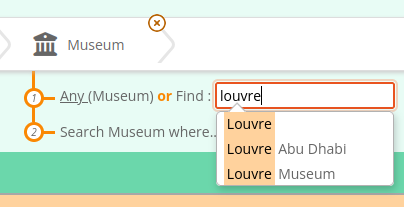 Museum
1 Any (Museum) or Find : louvre
Louvre
2 Search Museum where..
Louvre Abu Dhabi
Louvre Museum